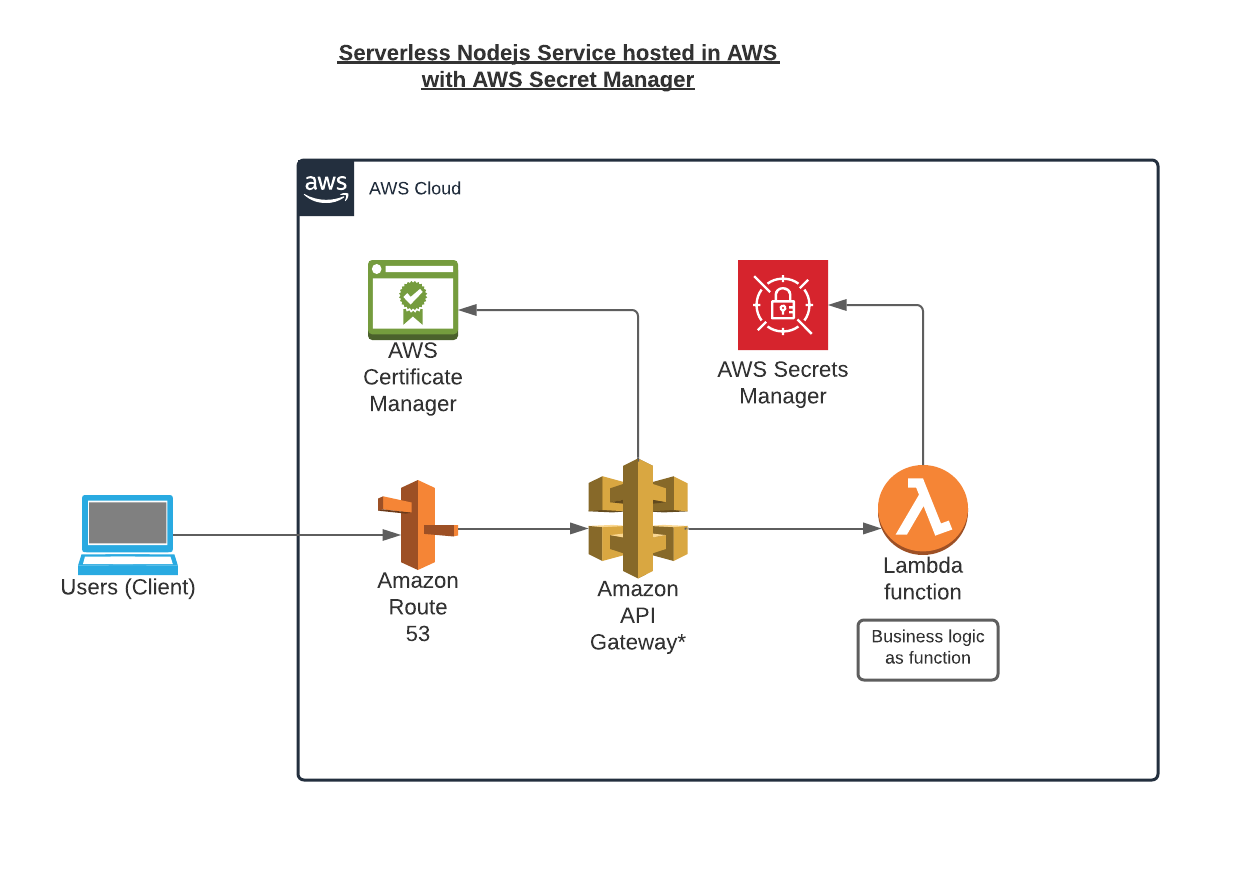 Serverless Nodejs Service hosted in AWS
with AWS Secret Manager
aws
AWS Cloud
AWS
Certificate
Manager
AWS Secrets
Manager
Users (Client)
Amazon
Route
53
Amazon
API
Gateway*
Lambda
function
Business logic
as function